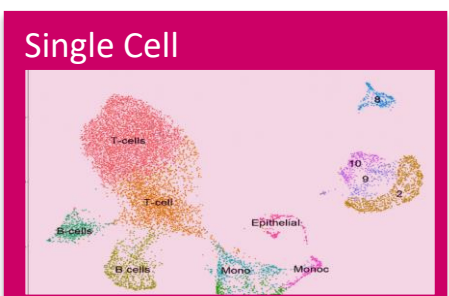 Single Cell
8
T-cells
10
9
2
T-cell
Epithelial
B-cells
B cells
Mono
Monoc